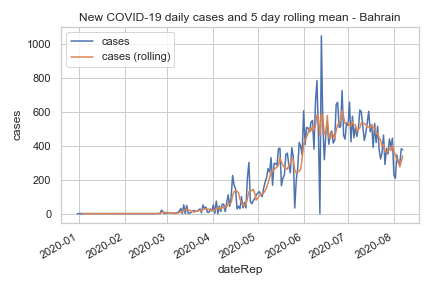 New COVID-19 daily cases and 5 day rolling mean - Bahrain
cases
cases (rolling)
1000
800
600
400
200
0
cases
2020-01
2020-02
2020-03
2020-04
2020-05
2020-06
2020-07
2020-08
dateRep